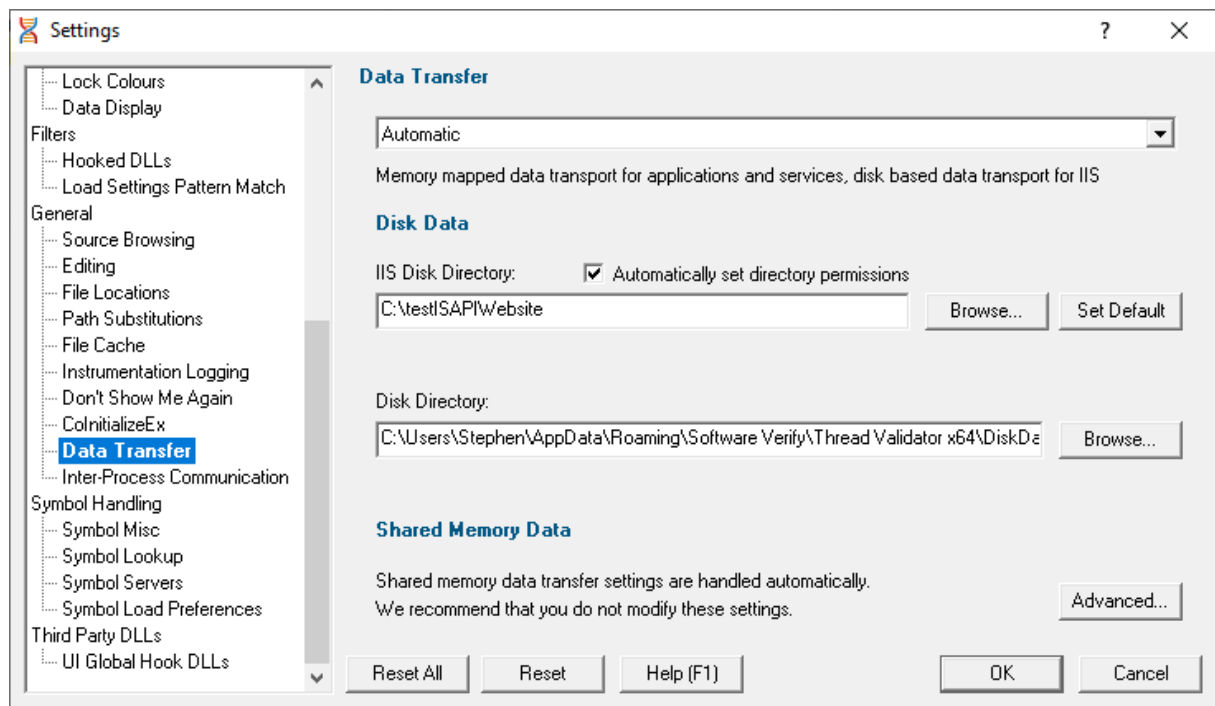 Settings
?
Lock Colours
Data Display
Filters
Hooked DLLs
Load Settings Pattern Match
General
Source Browsing
Editing
File Locations
Path Substitutions
File Cache
Instrumentation Logging
Don't Show Me Again
CoInitializeEx
Data Transfer
Inter-Process Communication
Symbol Handling
Symbol Misc
Symbol Lookup
Symbol Servers
Symbol Load Preferences
Third Party DLLs
UI Global Hook DLLs
Data Transfer
Automatic
Memory mapped data transport for applications and services, disk based data transport for IIS
Disk Data
IIS Disk Directory:
Automatically set directory permissions
C:\testISAPIWebsite
Browse...
Set Default
Disk Directory:
C:\Users\Stephen\AppData\Roaming\Software Verify\Thread Validator x64\DiskDa
Browse...
Shared Memory Data
Shared memory data transfer settings are handled automatically.
We recommend that you do not modify these settings.
Advanced...
Reset All
Reset
Help (F1)
OK
Cancel